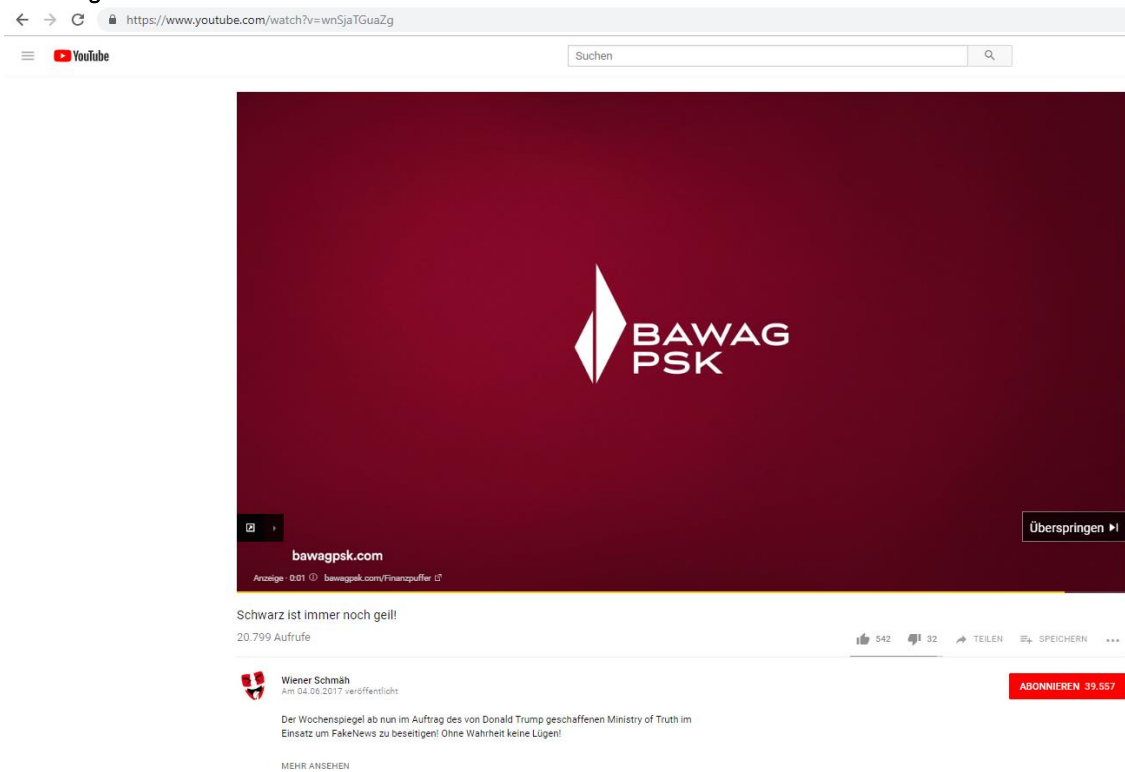 https://www.youtube.com/watch?v=wnSjaTGuaZg
YouTube
Suchen
BAWAG
PSK
Überspringen
bawagpsk.com
Anzeige · 0:01 bawagpsk.com/Finanzpuffer
Schwarz ist immer noch geil!
20.799 Aufrufe
542 32 TEILEN SPEICHERN
Wiener Schmäh
Am 04.06.2017 veröffentlicht
ABONNIEREN 39.557
Der Wochenspiegel ab nun im Auftrag des von Donald Trump geschaffenen Ministry of Truth im
Einsatz um FakeNews zu beseitigen! Ohne Wahrheit keine Lügen!
MEHR ANSEHEN